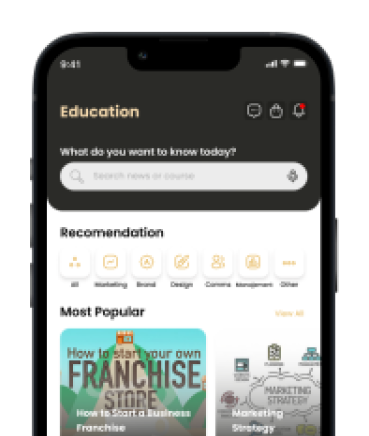 9:41
Education
What do you want to know today?
Search news or course
Recomendation
All Marketing Brand Design Comms Manajement Other
Most Popular
View All
How to start your own
FRANCHISE
STORE
How to Start a Business
Franchise
MARKETING
STRATEGY
Marketing
Strategy